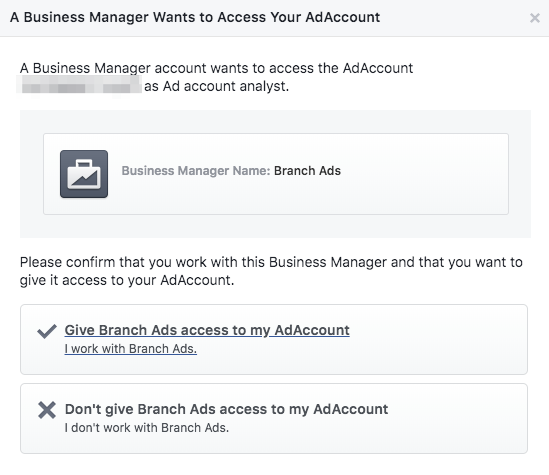 A Business Manager Wants to Access Your AdAccount
A Business Manager account wants to access the AdAccount
as Ad account analyst.
Business Manager Name: Branch Ads
Please confirm that you work with this Business Manager and that you want to
give it access to your AdAccount.
Give Branch Ads access to my AdAccount
I work with Branch Ads.
Don't give Branch Ads access to my AdAccount
I don't work with Branch Ads.